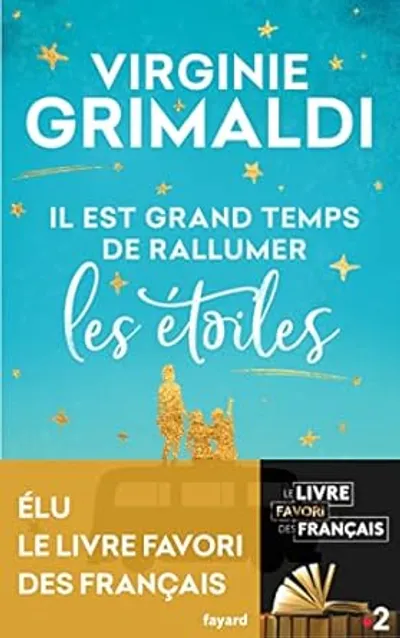 VIRGINIE
GRIMALDI
IL EST GRAND TEMPS
DE RALLUMER
les étoiles
ÉLU
LE LIVRE FAVORI
DES FRANÇAIS
fayard
LE LIVRE
FAVORI
DES FRANÇAIS
•2